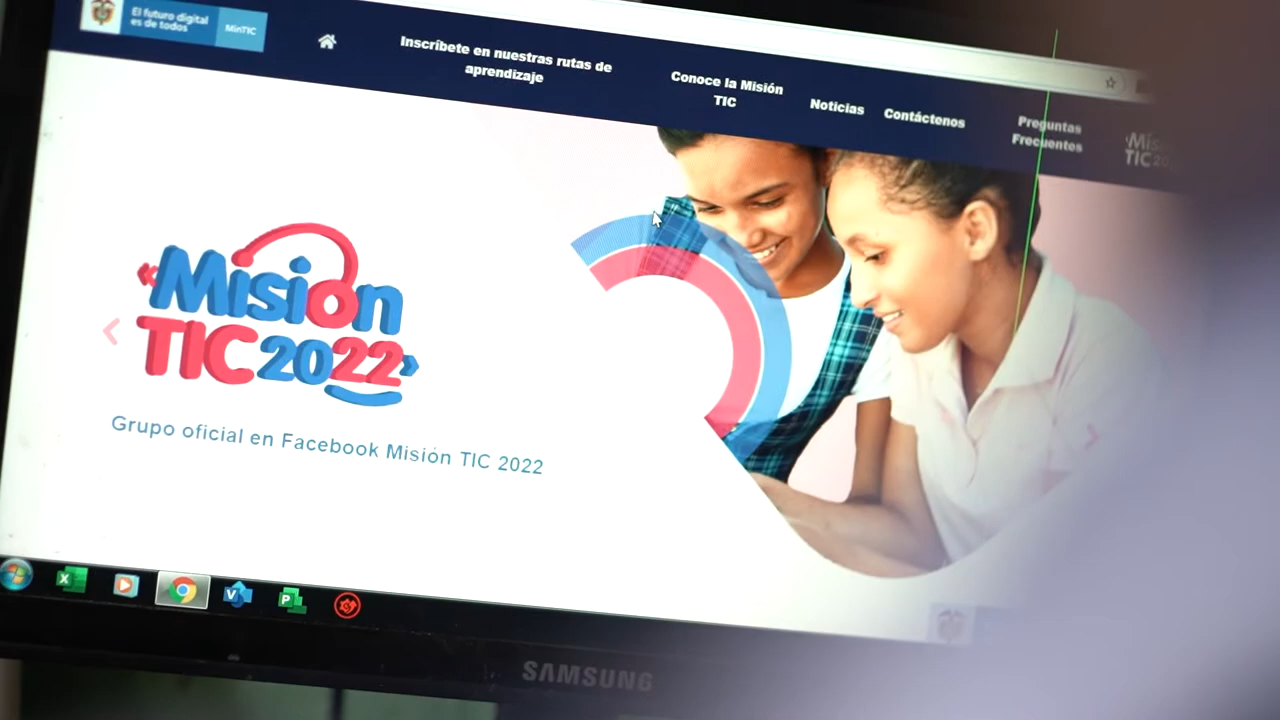 El futuro digital
es de todos
MinTIC
Inscríbete en nuestras rutas de
aprendizaje
Conoce la Misión
TIC
Noticias
Contáctenos
Preguntas
Frecuentes
Misión
TIC 2022
Grupo oficial en Facebook Misión TIC 2022
SAMSUNG